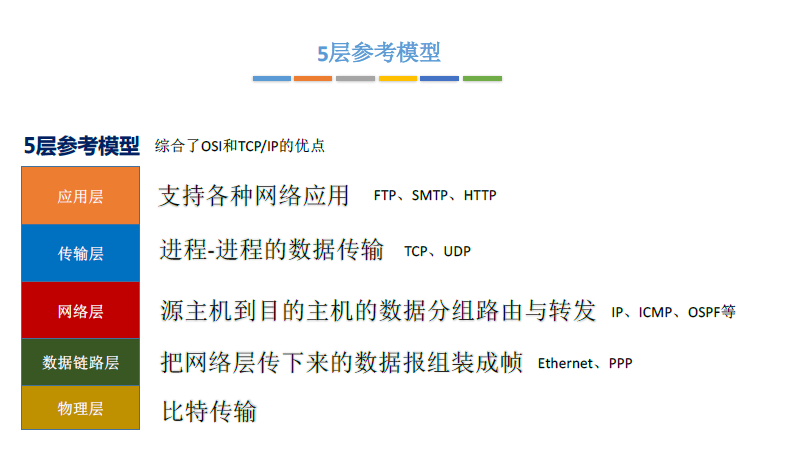 5层参考模型
5层参考模型 综合了OSI和TCP/IP的优点
应用层 支持各种网络应用 FTP、SMTP、HTTP
传输层 进程-进程的数据传输 TCP、UDP
网络层 源主机到目的主机的数据分组路由与转发 IP、ICMP、OSPF等
数据链路层 把网络层传下来的数据报组装成帧 Ethernet、PPP
物理层 比特传输